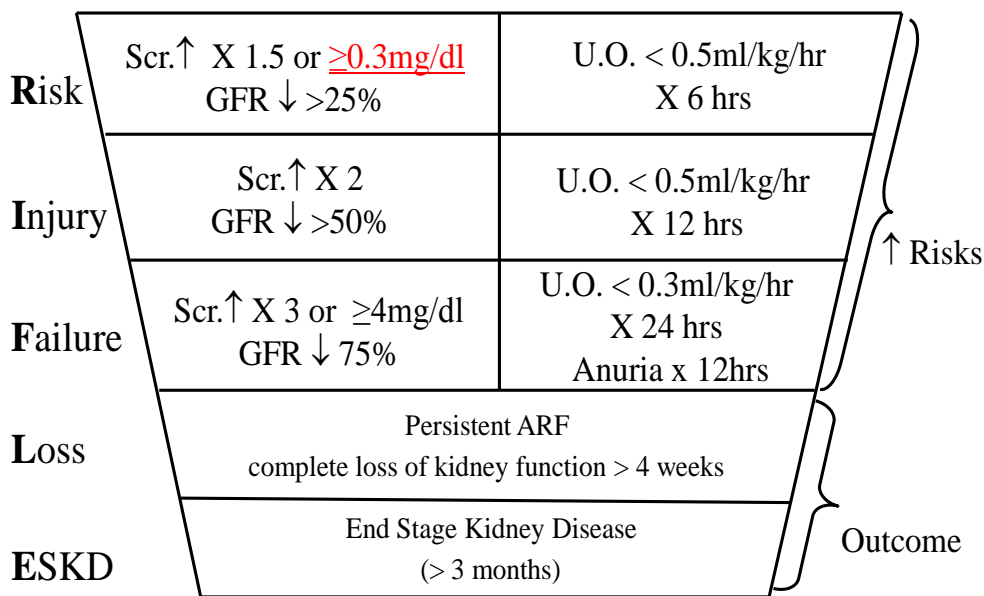 Risk
Scr.↑ X 1.5 or ≥0.3mg/dl
GFR ↓ >25%
U.O. < 0.5ml/kg/hr
X 6 hrs
Injury
Scr.↑ X 2
GFR ↓ >50%
U.O. < 0.5ml/kg/hr
X 12 hrs
Failure
Scr.↑ X 3 or ≥4mg/dl
GFR ↓ 75%
U.O. < 0.3ml/kg/hr
X 24 hrs
Anuria x 12hrs
↑ Risks
Loss
Persistent ARF
complete loss of kidney function > 4 weeks
ESKD
End Stage Kidney Disease
(> 3 months)
Outcome